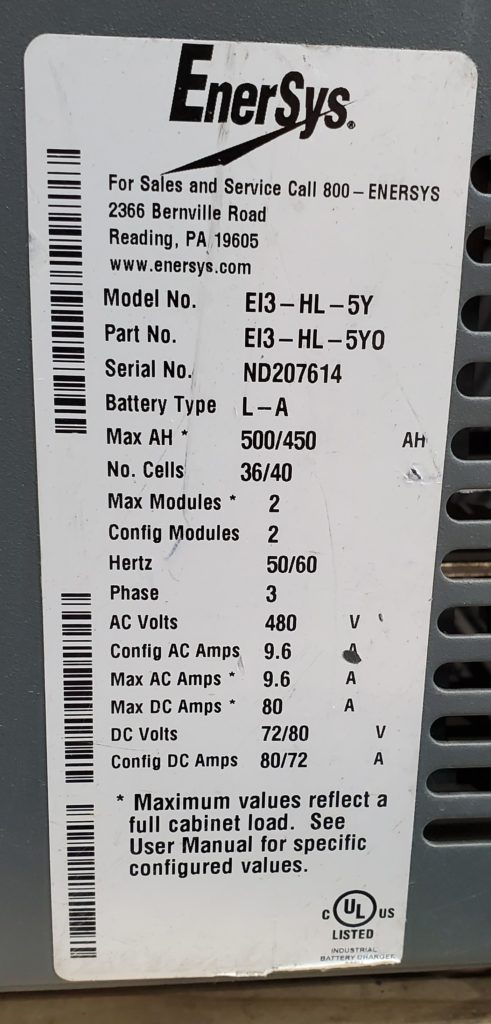 EnerSys®
For Sales and Service Call 800-ENERSYS
2366 Bernville Road
Reading, PA 19605
www.enersys.com
Model No. EI3-HL-5Y
Part No. EI3-HL-5Y0
Serial No. ND207614
Battery Type L-A
Max AH * 500/450 AH
No. Cells 36/40
Max Modules * 2
Config Modules 2
Hertz 50/60
Phase 3
AC Volts 480 V
Config AC Amps 9.6 A
Max AC Amps * 9.6 A
Max DC Amps * 80 A
DC Volts 72/80 V
Config DC Amps 80/72 A
* Maximum values reflect a
full cabinet load. See
User Manual for specific
configured values.
C UL US
LISTED
INDUSTRIAL
BATTERY CHARGER